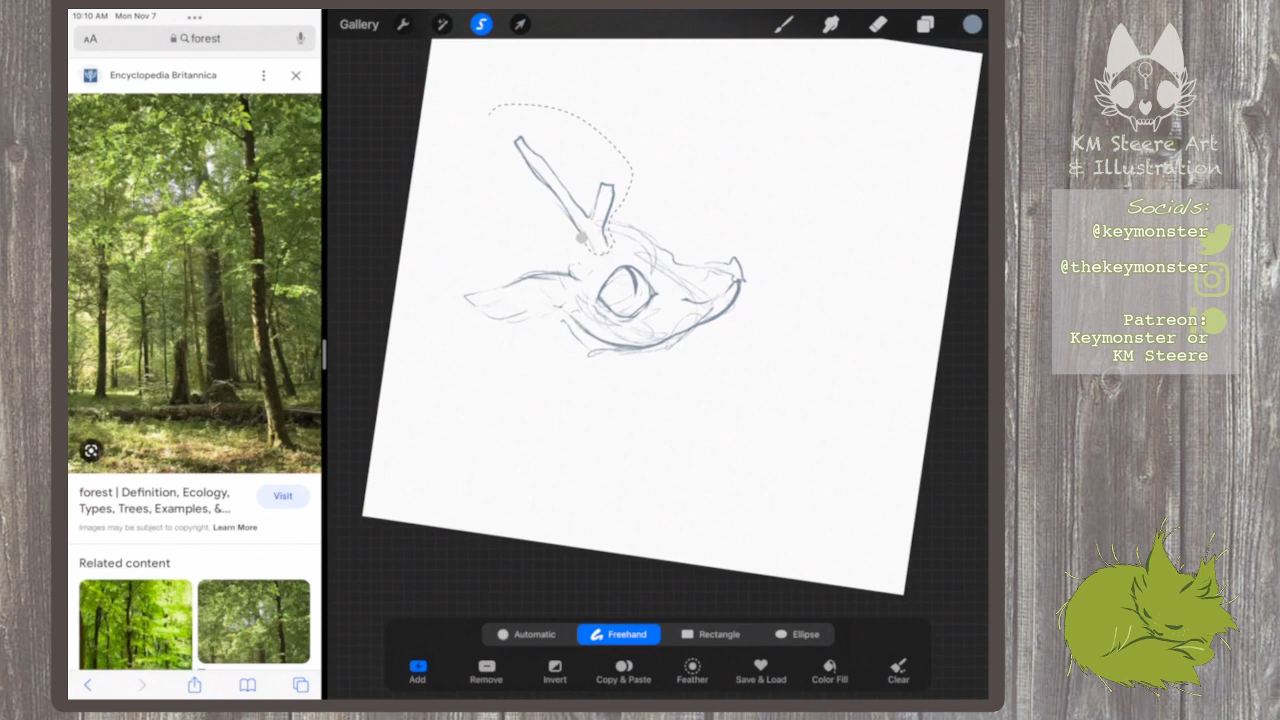 10:10 AM Mon Nov 7
AA
forest
Encyclopedia Britannica
forest | Definition, Ecology,
Types, Trees, Examples, &...
Visit
Images may be subject to copyright. Learn More
Related content
Gallery
Automatic
Freehand
Rectangle
Ellipse
Add
Remove
Invert
Copy & Paste
Feather
Save & Load
Color Fill
Clear
KM Steere Art
& Illustration
Socials:
@keymonster
@thekeymonster
Patreon:
Keymonster or
KM Steere